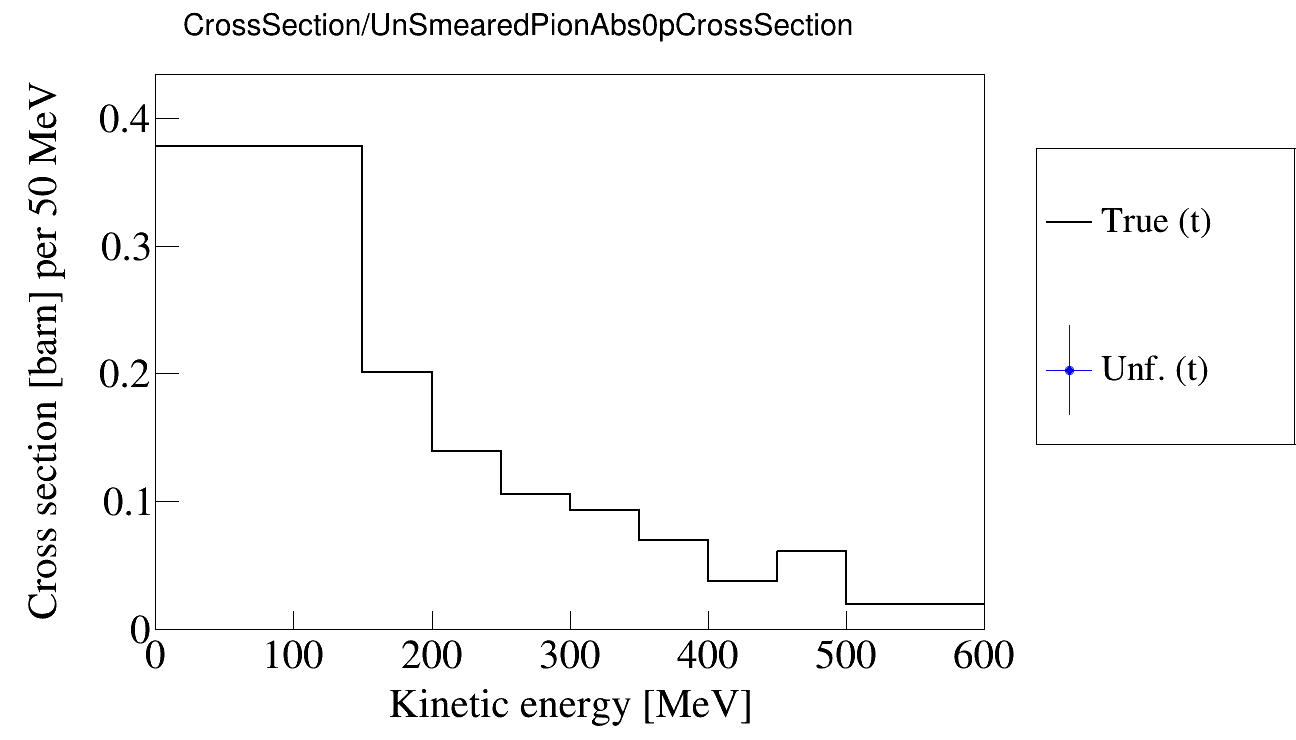 CrossSection/UnSmearedPionAbs0pCrossSection
Cross section [barn] per 50 MeV
0.4
0.3
0.2
0.1
0
0 100 200 300 400 500 600
Kinetic energy [MeV]
True (t)
Unf. (t)